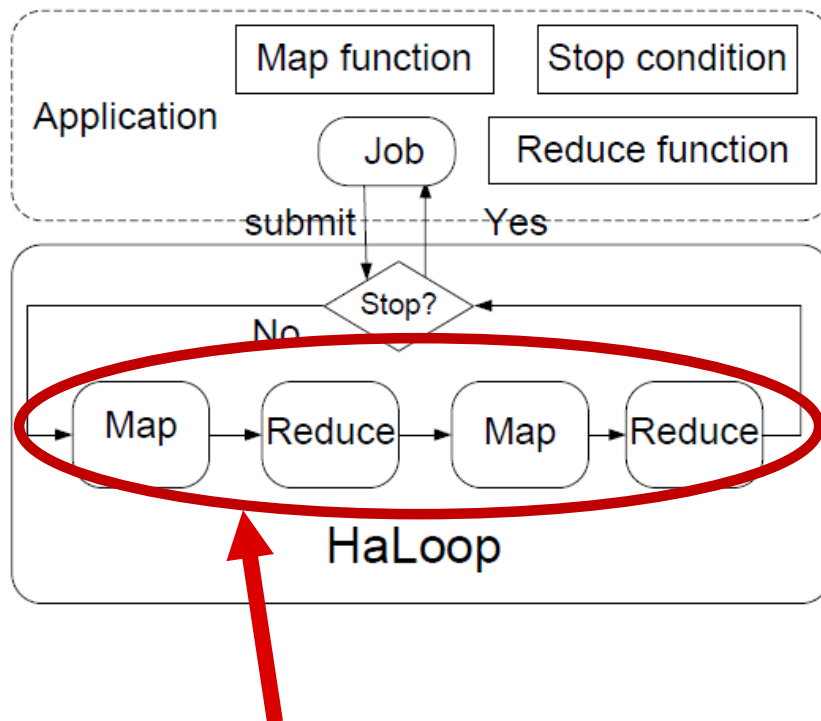 Map function
Stop condition
Application
Job
Reduce function
submit
Yes
Stop?
No
Map
Reduce
Map
Reduce
HaLoop